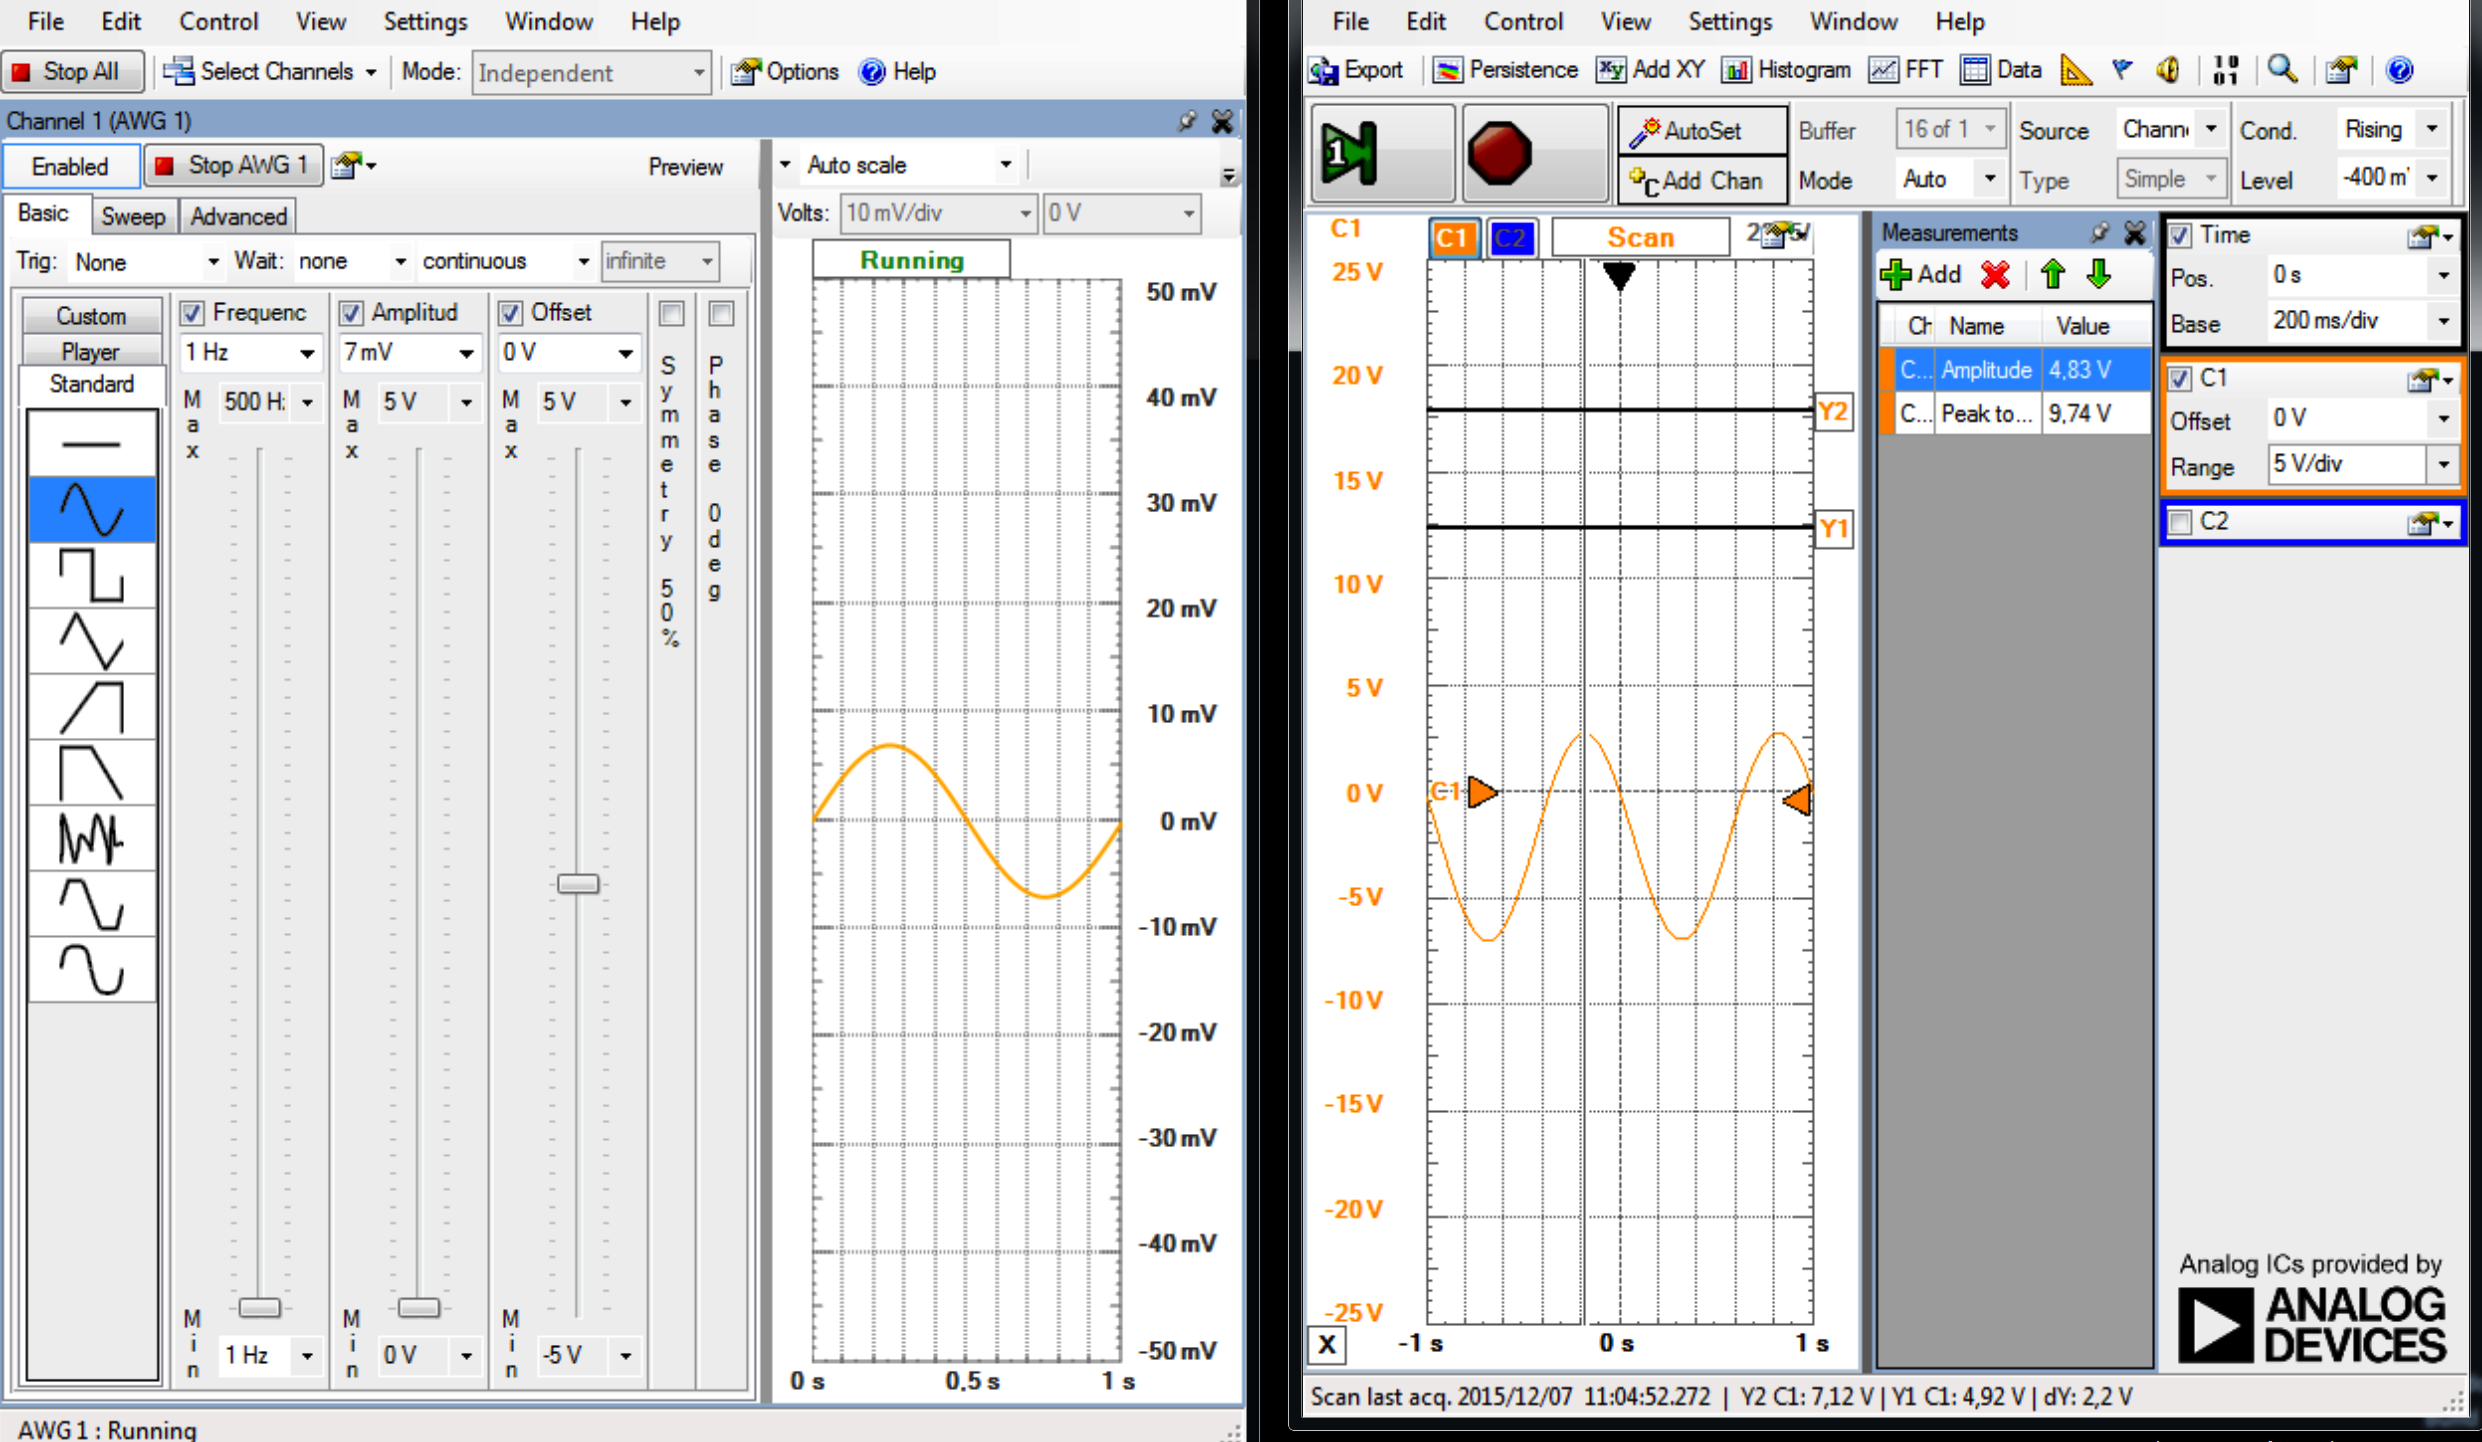 File Edit Control View Settings Window Help
Stop All Select Channels Mode: Independent Options Help
Channel 1 (AWG 1)
Enabled Stop AWG 1 Preview
Basic Sweep Advanced
Trig: None Wait: none continuous infinite
Custom
Player
Standard
Frequenc Amplitud Offset
1 Hz 7 mV 0 V
Max 500 H Max 5 V Max 5 V
Symmetry 50%
Phase 0deg
Min 1 Hz Min 0 V Min -5 V
Auto scale
Volts: 10 mV/div 0 V
Running
50 mV
40 mV
30 mV
20 mV
10 mV
0 mV
-10 mV
-20 mV
-30 mV
-40 mV
-50 mV
0 s 0,5 s 1 s
AWG 1 : Running
File Edit Control View Settings Window Help
Export Persistence Add XY Histogram FFT Data
AutoSet Buffer 16 of 1 Source Chann Cond. Rising
Add Chan Mode Auto Type Simple Level -400 m'
C1 C1 C2 Scan
25 V
20 V
15 V
10 V
5 V
0 V
-5 V
-10 V
-15 V
-20 V
-25 V
Y2
Y1
C1
X -1 s 0 s 1 s
Measurements
Add
Ch Name Value
C... Amplitude 4,83 V
C... Peak to... 9,74 V
Time
Pos. 0 s
Base 200 ms/div
C1
Offset 0 V
Range 5 V/div
C2
Analog ICs provided by
ANALOG
DEVICES
Scan last acq. 2015/12/07 11:04:52.272 | Y2 C1: 7,12 V | Y1 C1: 4,92 V | dY: 2,2 V